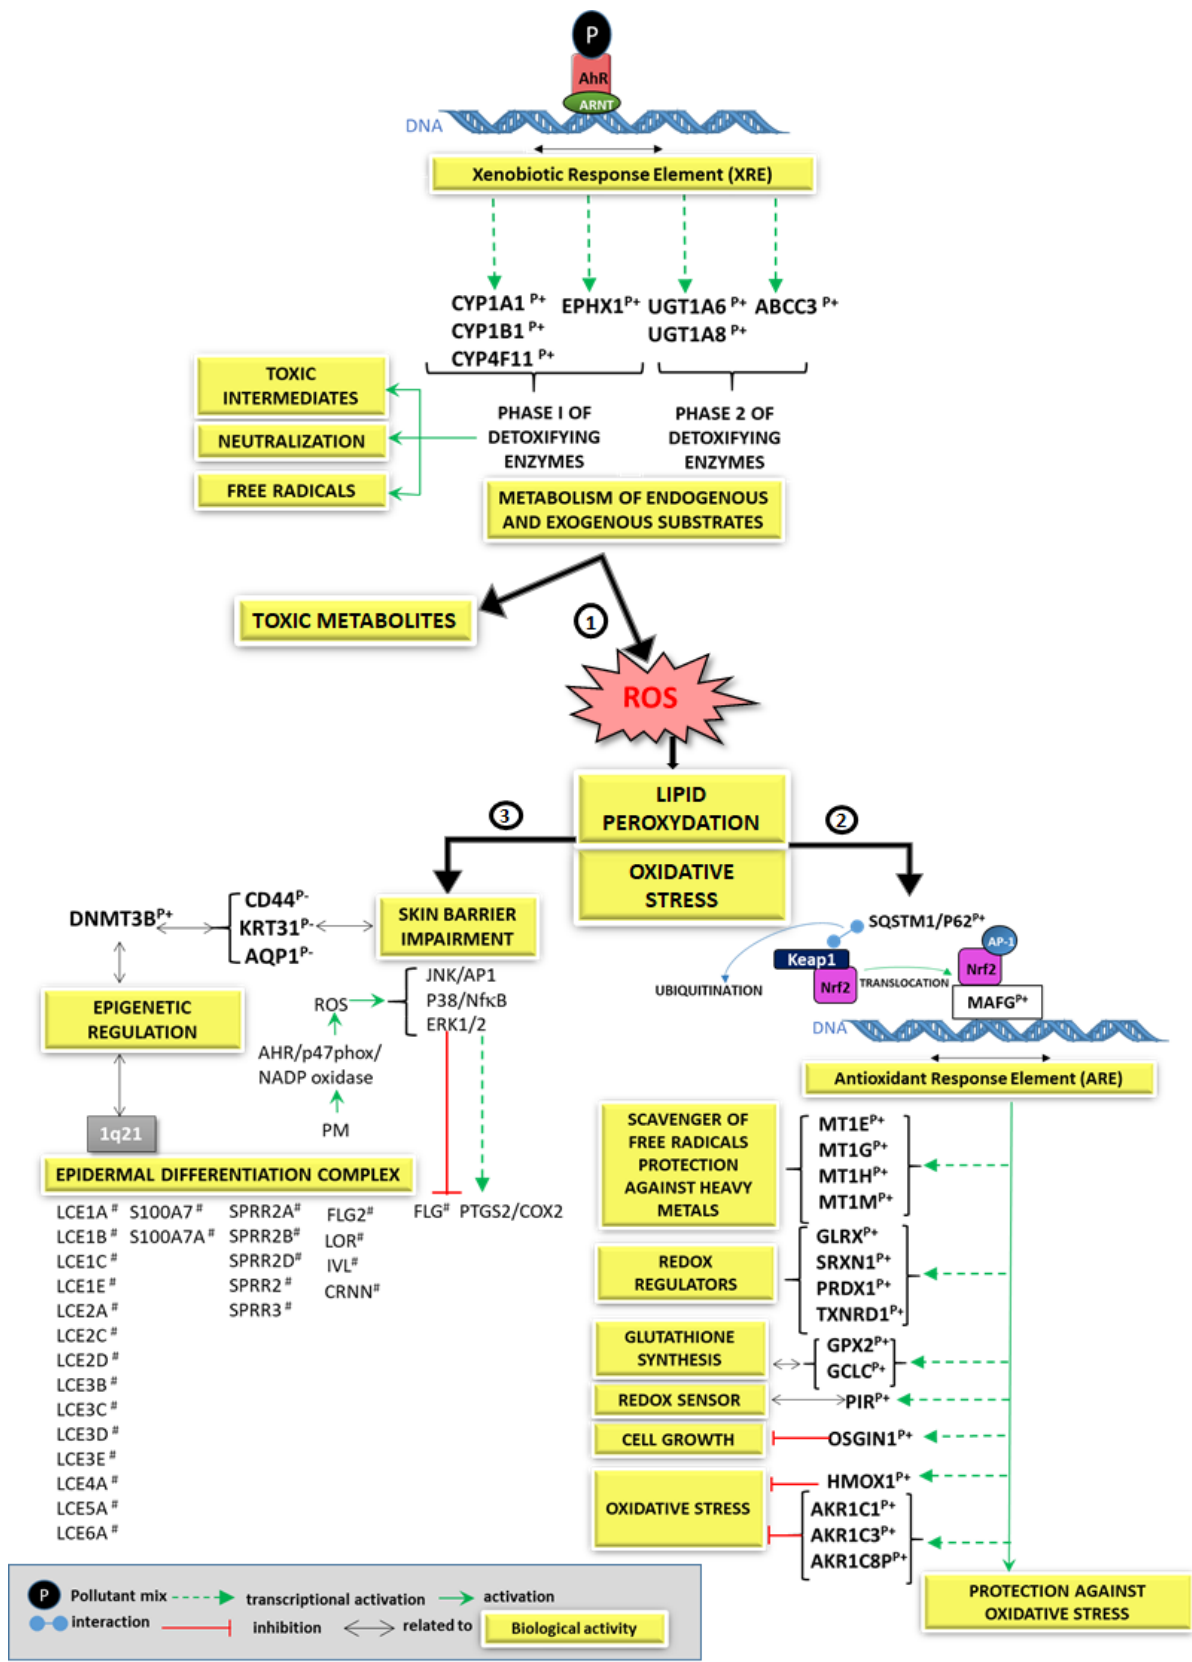 P
AhR
ARNT
DNA
Xenobiotic Response Element (XRE)
CYP1A1 P+
CYP1B1 P+
CYP4F11 P+
EPHX1P+
UGT1A6 P+
UGT1A8 P+
ABCC3 P+
TOXIC
INTERMEDIATES
NEUTRALIZATION
FREE RADICALS
PHASE I OF
DETOXIFYING
ENZYMES
PHASE 2 OF
DETOXIFYING
ENZYMES
METABOLISM OF ENDOGENOUS
AND EXOGENOUS SUBSTRATES
TOXIC METABOLITES
1
ROS
LIPID
PEROXYDATION
OXIDATIVE
STRESS
3
2
DNMT3BP+
CD44P-
KRT31P-
AQP1P-
SKIN BARRIER
IMPAIRMENT
EPIGENETIC
REGULATION
ROS
JNK/AP1
P38/NfκB
ERK1/2
AHR/p47phox/
NADP oxidase
PM
1q21
EPIDERMAL DIFFERENTIATION COMPLEX
LCE1A #
LCE1B #
LCE1C #
LCE1E #
LCE2A #
LCE2C #
LCE2D #
LCE3B #
LCE3C #
LCE3D #
LCE3E #
LCE4A #
LCE5A #
LCE6A #
S100A7 #
S100A7A #
SPRR2A#
SPRR2B#
SPRR2D#
SPRR2 #
SPRR3 #
FLG2#
LOR#
IVL#
CRNN#
FLG#
PTGS2/COX2
SQSTM1/P62P+
Keap1
Nrf2
UBIQUITINATION
TRANSLOCATION
AP-1
Nrf2
MAFGP+
DNA
Antioxidant Response Element (ARE)
SCAVENGER OF
FREE RADICALS
PROTECTION
AGAINST HEAVY
METALS
MT1EP+
MT1GP+
MT1HP+
MT1MP+
REDOX
REGULATORS
GLRXP+
SRXN1P+
PRDX1P+
TXNRD1P+
GLUTATHIONE
SYNTHESIS
GPX2P+
GCLCP+
REDOX SENSOR
PIRP+
CELL GROWTH
OSGIN1P+
OXIDATIVE STRESS
HMOX1P+
AKR1C1P+
AKR1C3P+
AKR1C8PP+
PROTECTION AGAINST
OXIDATIVE STRESS
P
Pollutant mix
transcriptional activation
activation
interaction
inhibition
related to
Biological activity